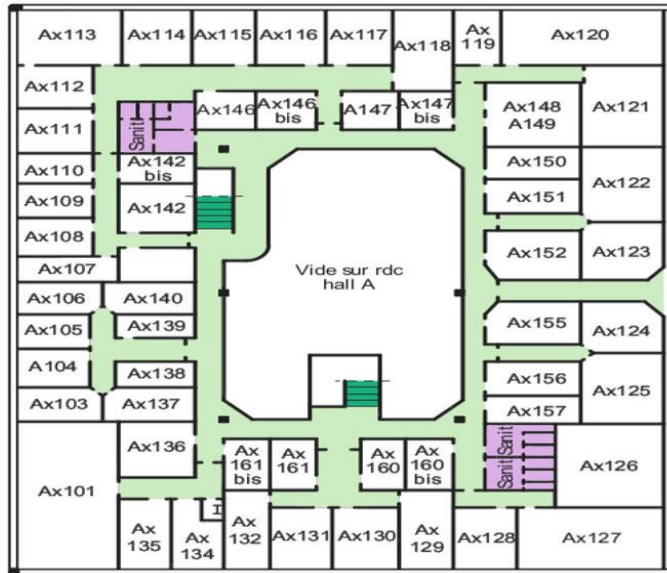 Ax113
Ax114
Ax115
Ax116
Ax117
Ax118
Ax
119
Ax120
Ax112
Ax111
Sanit
Ax146
Ax146
bis
A147
Ax147
bis
Ax148
A149
Ax121
Ax110
Ax142
bis
Ax150
Ax109
Ax142
Ax151
Ax122
Ax108
Ax152
Ax123
Ax107
Vide sur rdc
hall A
Ax106
Ax140
Ax105
Ax139
Ax155
Ax124
A104
Ax138
Ax156
Ax125
Ax103
Ax137
Ax157
Ax136
Ax
161
bis
Ax
161
Ax
160
Ax
160
bis
Sanit
Sanit
Ax126
Ax101
I
Ax
135
Ax
134
Ax
132
Ax131
Ax130
Ax
129
Ax128
Ax127